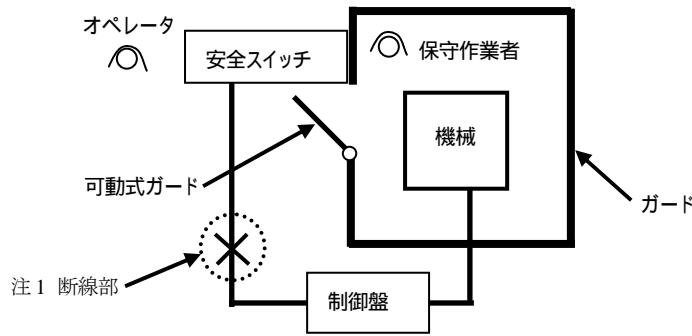 オペレータ
安全スイッチ
保守作業者
機械
可動式ガード
ガード
注1 断線部
制御盤